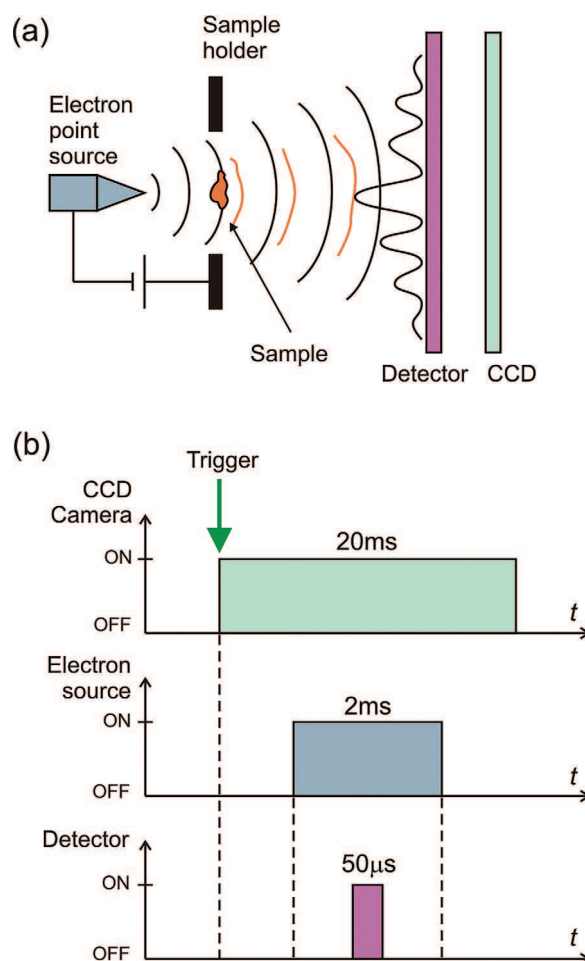 (a)
Sample
holder
Electron
point
source
Sample
Detector
CCD
(b)
Trigger
CCD
Camera
20ms
ON
OFF
t
Electron
source
2ms
ON
OFF
t
Detector
50μs
ON
OFF
t